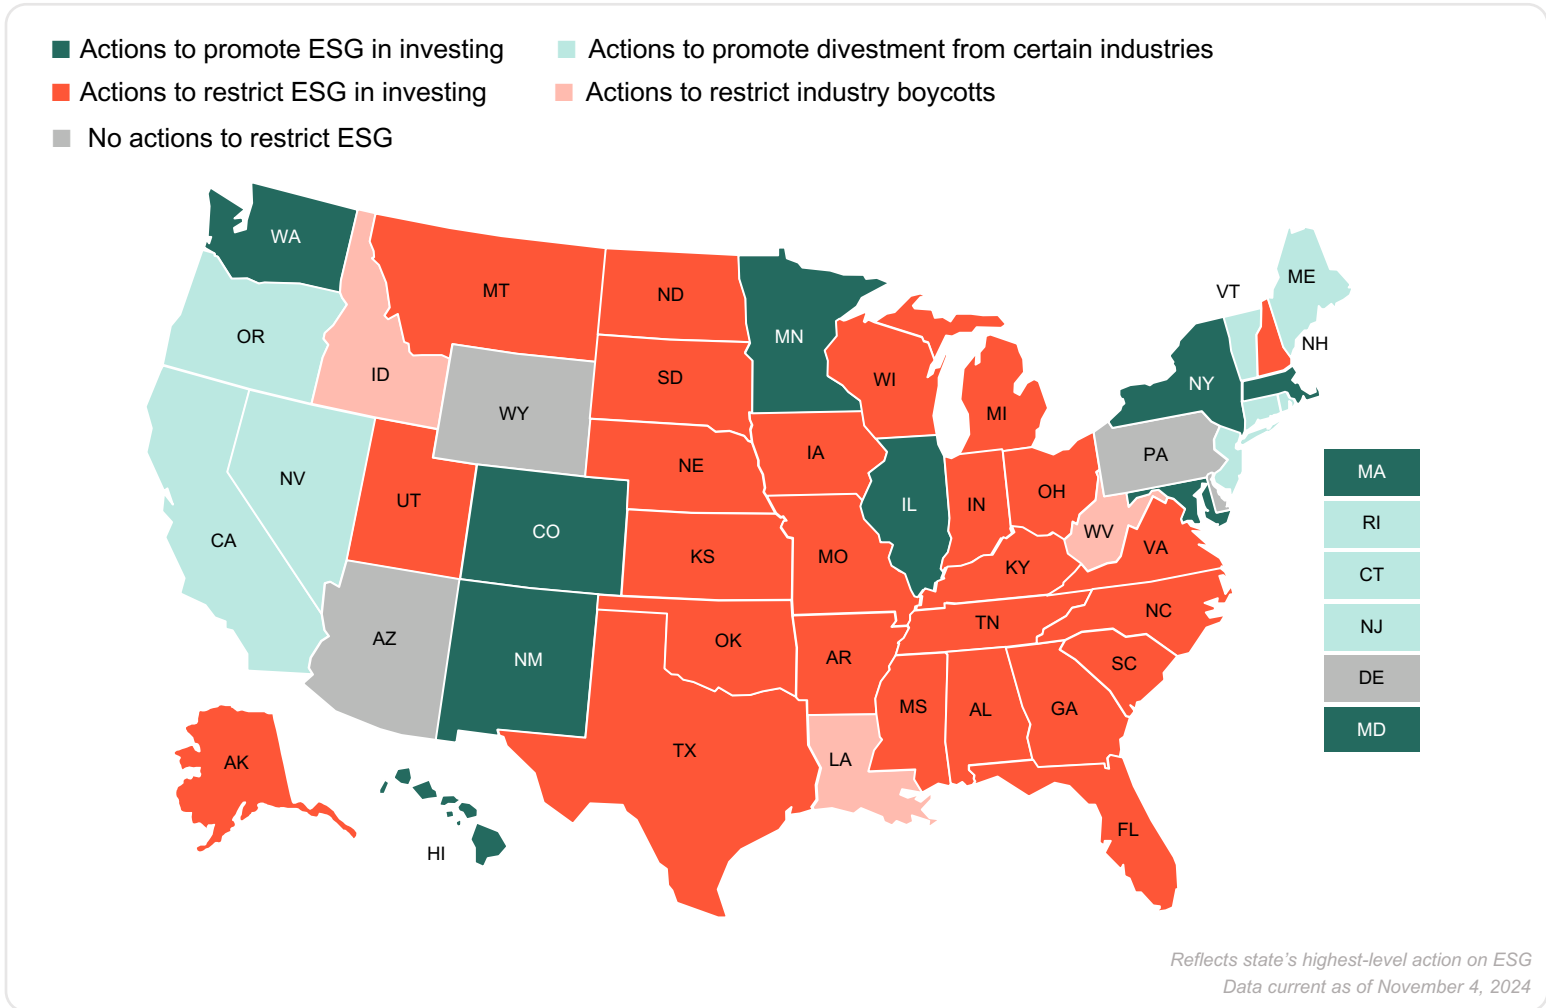 Actions to promote ESG in investing
Actions to promote divestment from certain industries
Actions to restrict ESG in investing
Actions to restrict industry boycotts
No actions to restrict ESG
WA
MT
ND
MN
OR
ID
SD
WI
MI
VT
ME
NH
NY
WY
NV
UT
NE
IA
PA
CA
CO
KS
MO
IL
IN
OH
WV
VA
KY
AZ
NM
OK
AR
TN
NC
SC
MS
AL
GA
TX
LA
FL
AK
HI
MA
RI
CT
NJ
DE
MD
Reflects state’s highest-level action on ESG
Data current as of November 4, 2024